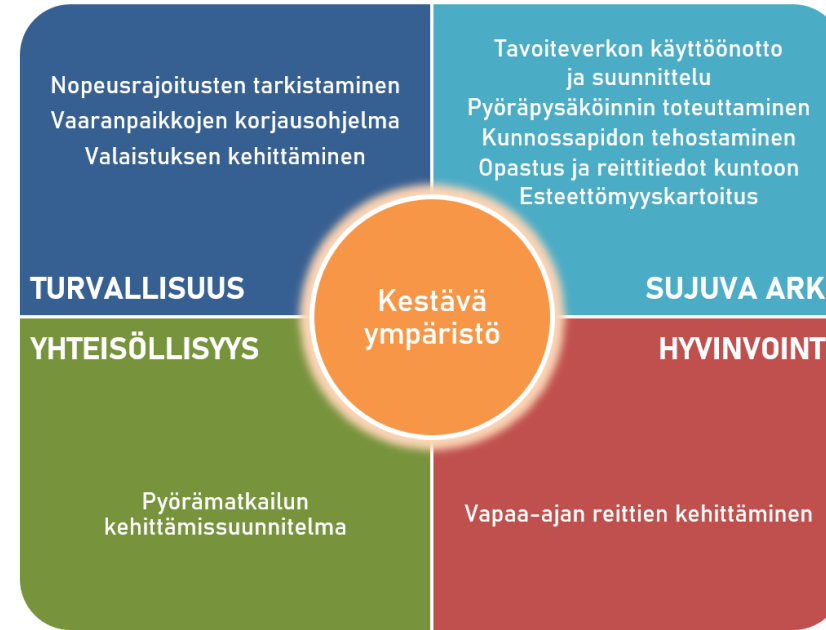 Nopeusrajoitusten tarkistaminen
Vaaranpaikkojen korjausohjelma
Valaistuksen kehittäminen
TURVALLISUUS
Tavoiteverkon käyttöönotto
ja suunnittelu
Pyöräpysäköinnin toteuttaminen
Kunnossapidon tehostaminen
Opastus ja reittitiedot kuntoon
Esteettömyyskartoitus
SUJUVA ARK
Kestävä
ympäristö
YHTEISÖLLISYYS
Pyörämatkailun
kehittämissuunnitelma
HYVINVOINT
Vapaa-ajan reittien kehittäminen